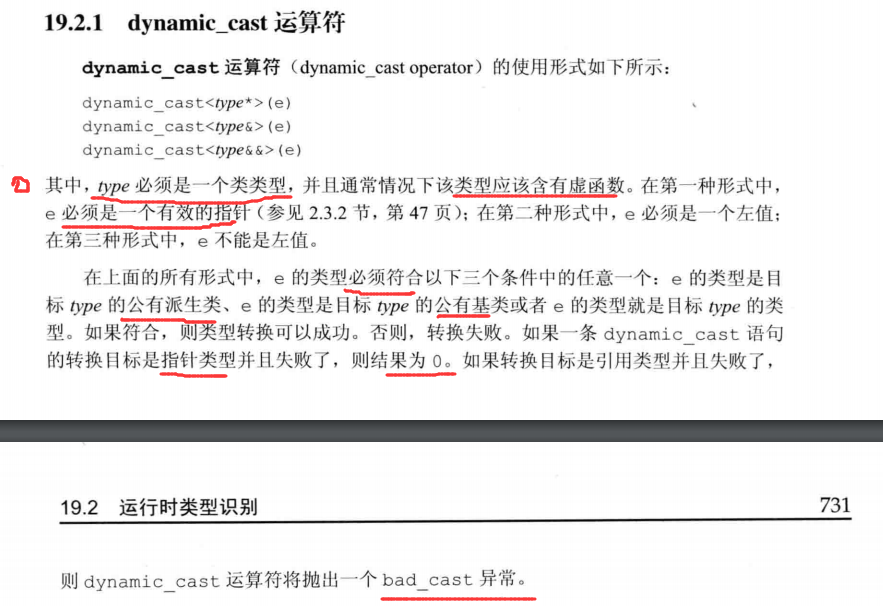 19.2.1 dynamic_cast 运算符
dynamic_cast 运算符（dynamic_cast operator）的使用形式如下所示：
dynamic_cast<type*>(e)
dynamic_cast<type&>(e)
dynamic_cast<type&&>(e)
其中，type 必须是一个类类型，并且通常情况下该类型应该含有虚函数。在第一种形式中，
e 必须是一个有效的指针（参见 2.3.2 节，第 47 页）；在第二种形式中，e 必须是一个左值；
在第三种形式中，e 不能是左值。
在上面的所有形式中，e 的类型必须符合以下三个条件中的任意一个：e 的类型是目
标 type 的公有派生类、e 的类型是目标 type 的公有基类或者 e 的类型就是目标 type 的类
型。如果符合，则类型转换可以成功。否则，转换失败。如果一条 dynamic_cast 语句
的转换目标是指针类型并且失败了，则结果为 0。如果转换目标是引用类型并且失败了，
19.2 运行时类型识别 731
则 dynamic_cast 运算符将抛出一个 bad_cast 异常。